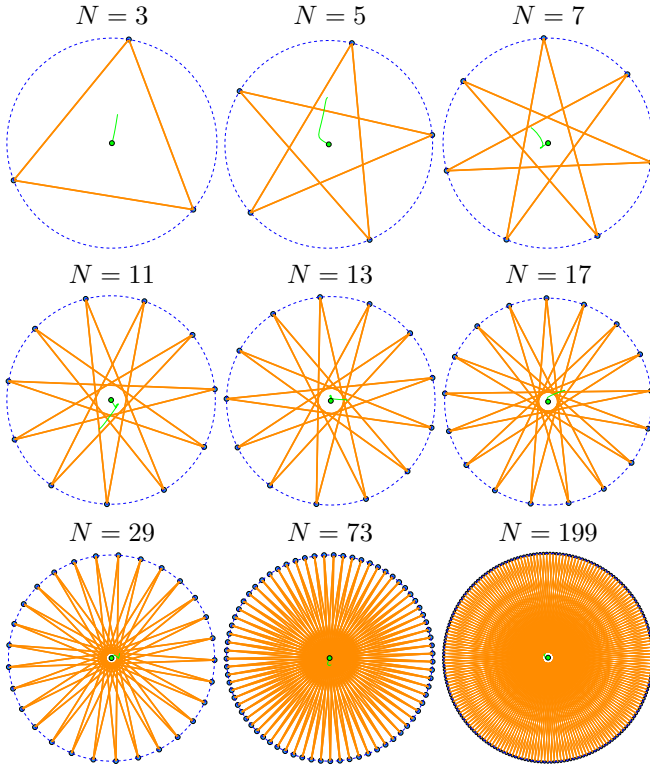 N = 3 N = 5 N = 7
N = 11 N = 13 N = 17
N = 29 N = 73 N = 199